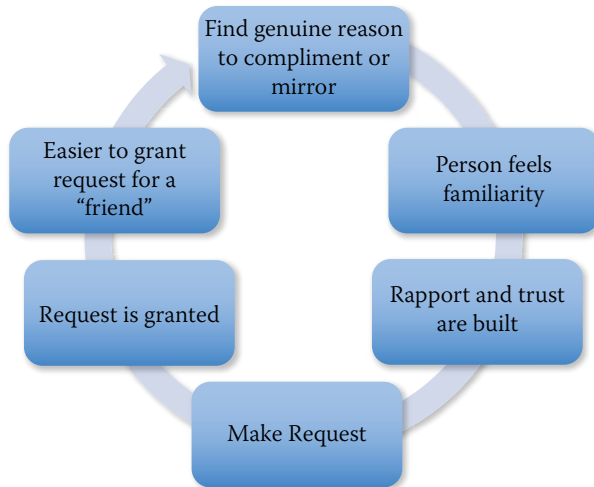 Find genuine reason
to compliment or
mirror
Person feels
familiarity
Rapport and trust
are built
Make Request
Request is granted
Easier to grant
request for a
“friend”